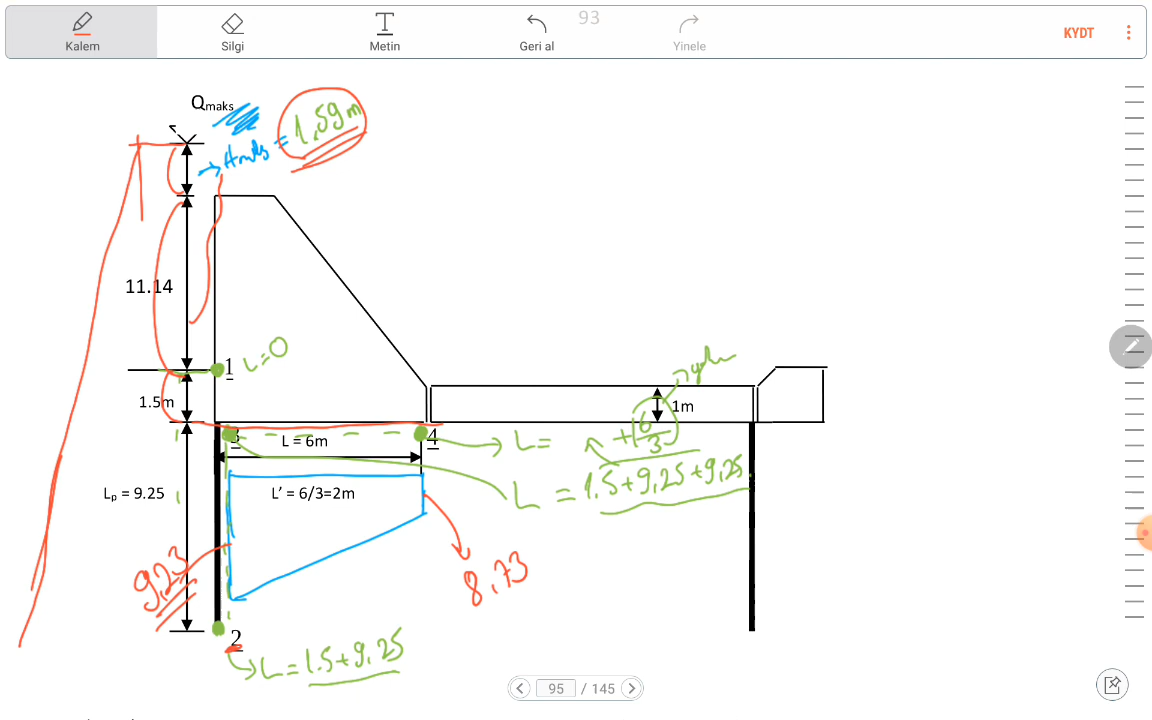 93
Kalem Silgi Metin Geri al Yinele KYDT
Qmaks
Hmaks = 1,59m
11.14
1 L=0
1.5m
1m
+(6/3)
3 L = 6m 4
L=
Lp = 9.25
L' = 6/3=2m
L = 1.5+9,25+9,25
9,23
8,73
2
L=1.5+9,25
95 / 145